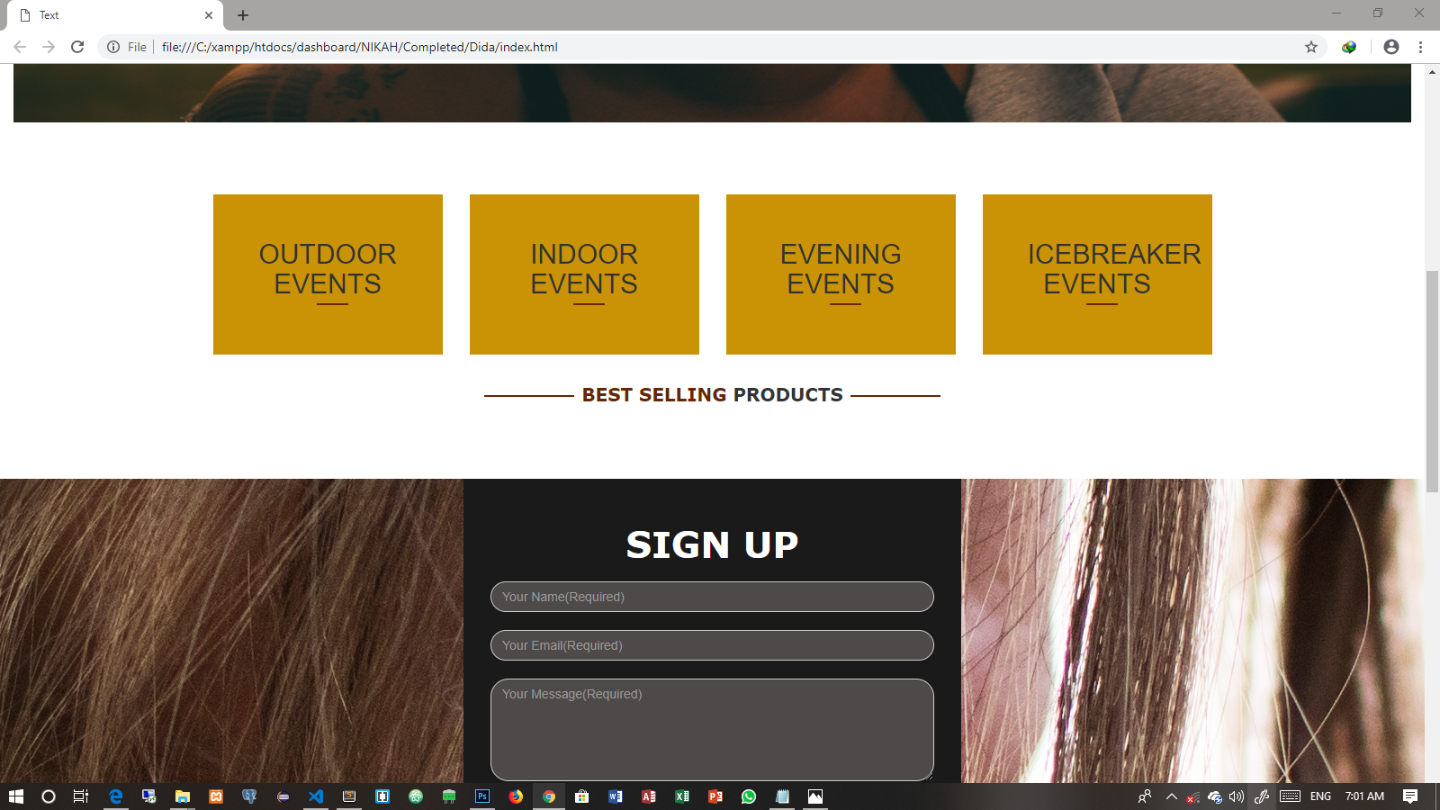 Text
File
file:///C:/xampp/htdocs/dashboard/NIKAH/Completed/Dida/index.html
OUTDOOR
EVENTS
INDOOR
EVENTS
EVENING
EVENTS
ICEBREAKER
EVENTS
BEST SELLING PRODUCTS
SIGN UP
Your Name(Required)
Your Email(Required)
Your Message(Required)
ENG
7:01 AM